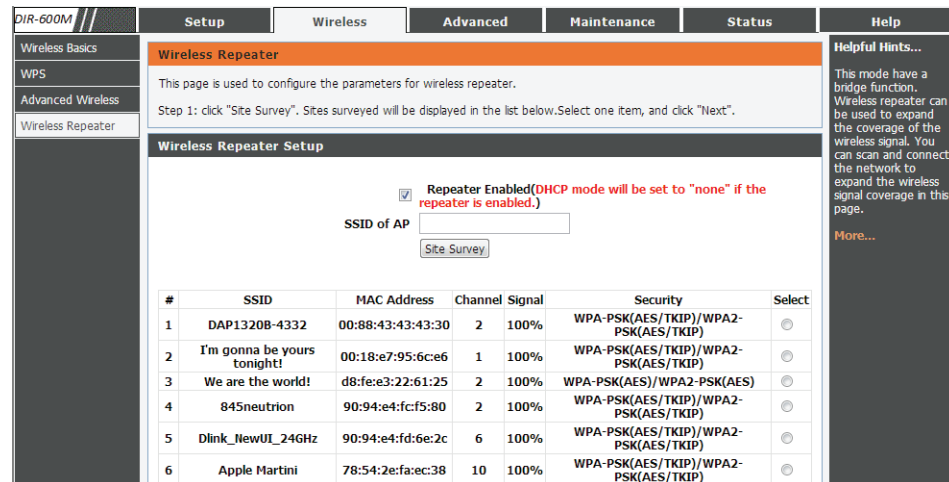 DIR-600M
Setup Wireless Advanced Maintenance Status Help
Wireless Basics
WPS
Advanced Wireless
Wireless Repeater
Wireless Repeater
This page is used to configure the parameters for wireless repeater.
Step 1: click "Site Survey". Sites surveyed will be displayed in the list below.Select one item, and click "Next".
Wireless Repeater Setup
Repeater Enabled(DHCP mode will be set to "none" if the
repeater is enabled.)
SSID of AP
Site Survey
# SSID MAC Address Channel Signal Security Select
1 DAP1320B-4332 00:88:43:43:43:30 2 100% WPA-PSK(AES/TKIP)/WPA2-
PSK(AES/TKIP)
2 I'm gonna be yours
tonight! 00:18:e7:95:6c:e6 1 100% WPA-PSK(AES/TKIP)/WPA2-
PSK(AES/TKIP)
3 We are the world! d8:fe:e3:22:61:25 2 100% WPA-PSK(AES)/WPA2-PSK(AES)
4 845neutrion 90:94:e4:fc:f5:80 2 100% WPA-PSK(AES/TKIP)/WPA2-
PSK(AES/TKIP)
5 Dlink_NewUI_24GHz 90:94:e4:fd:6e:2c 6 100% WPA-PSK(AES/TKIP)/WPA2-
PSK(AES/TKIP)
6 Apple Martini 78:54:2e:fa:ec:38 10 100% WPA-PSK(AES/TKIP)/WPA2-
PSK(AES/TKIP)
Helpful Hints...
This mode have a
bridge function.
Wireless repeater can
be used to expand
the coverage of the
wireless signal. You
can scan and connect
the network to
expand the wireless
signal coverage in this
page.
More...